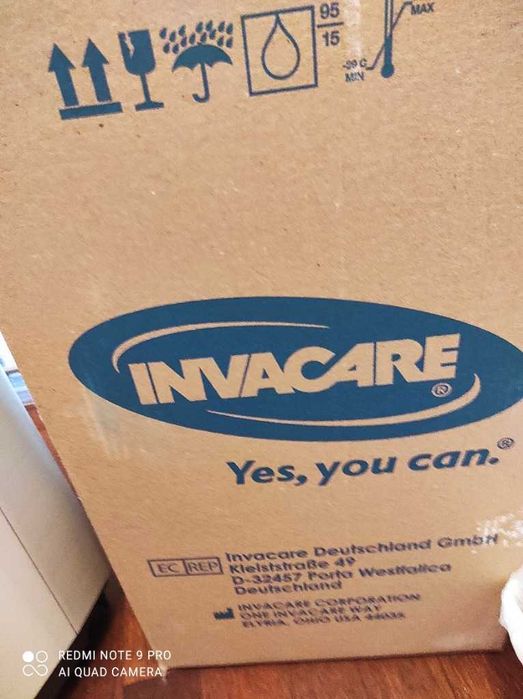 95
15
MAX
MIN
INVACARE®
Yes, you can.®
EC REP
Invacare Deutschland GmbH
Kleiststraße 49
D-32457 Porta Westfalica
Deutschland
INVACARE CORPORATION
ONE INVACARE WAY
ELYRIA, OHIO USA 44035
REDMI NOTE 9 PRO
AI QUAD CAMERA